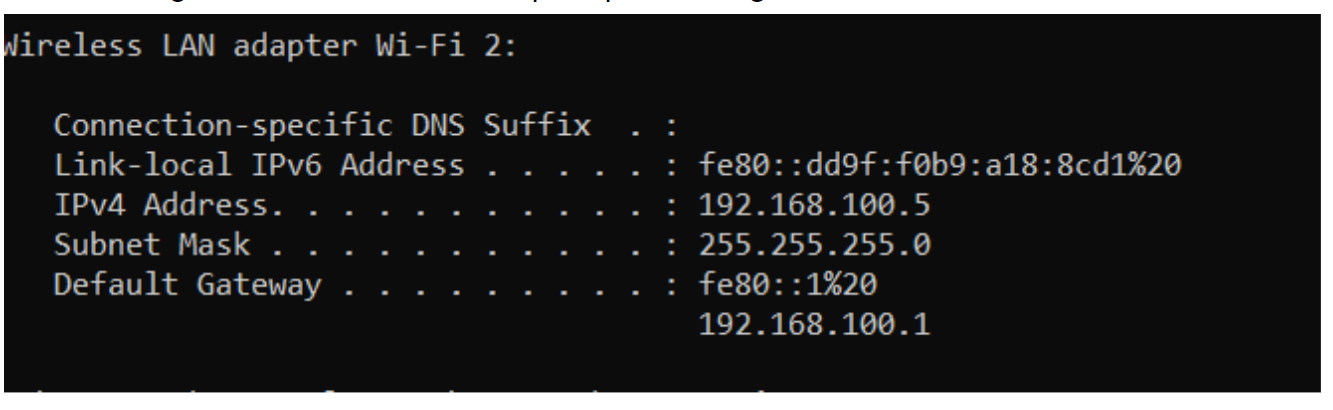 Wireless LAN adapter Wi-Fi 2:
Connection-specific DNS Suffix . :
Link-local IPv6 Address . . . . . : fe80::dd9f:f0b9:a18:8cd1%20
IPv4 Address. . . . . . . . . . . : 192.168.100.5
Subnet Mask . . . . . . . . . . . : 255.255.255.0
Default Gateway . . . . . . . . . : fe80::1%20
192.168.100.1